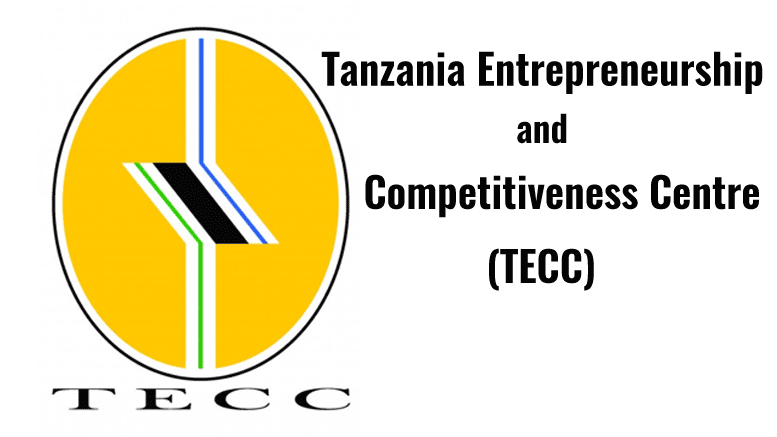 Tanzania Entrepreneurship
and
Competitiveness Centre
(TECC)
TECC